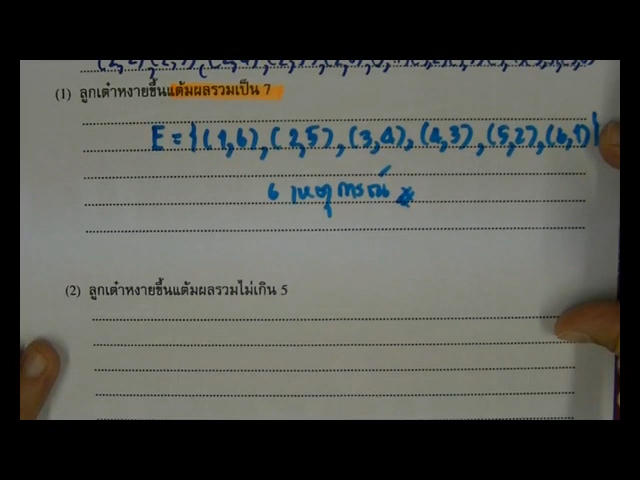 (1) ลูกเต๋าหงายขึ้นแต้มผลรวมเป็น 7
E = {(1,6),(2,5),(3,4),(4,3),(5,2),(6,1)}
6 เหตุการณ์
(2) ลูกเต๋าหงายขึ้นแต้มผลรวมไม่เกิน 5